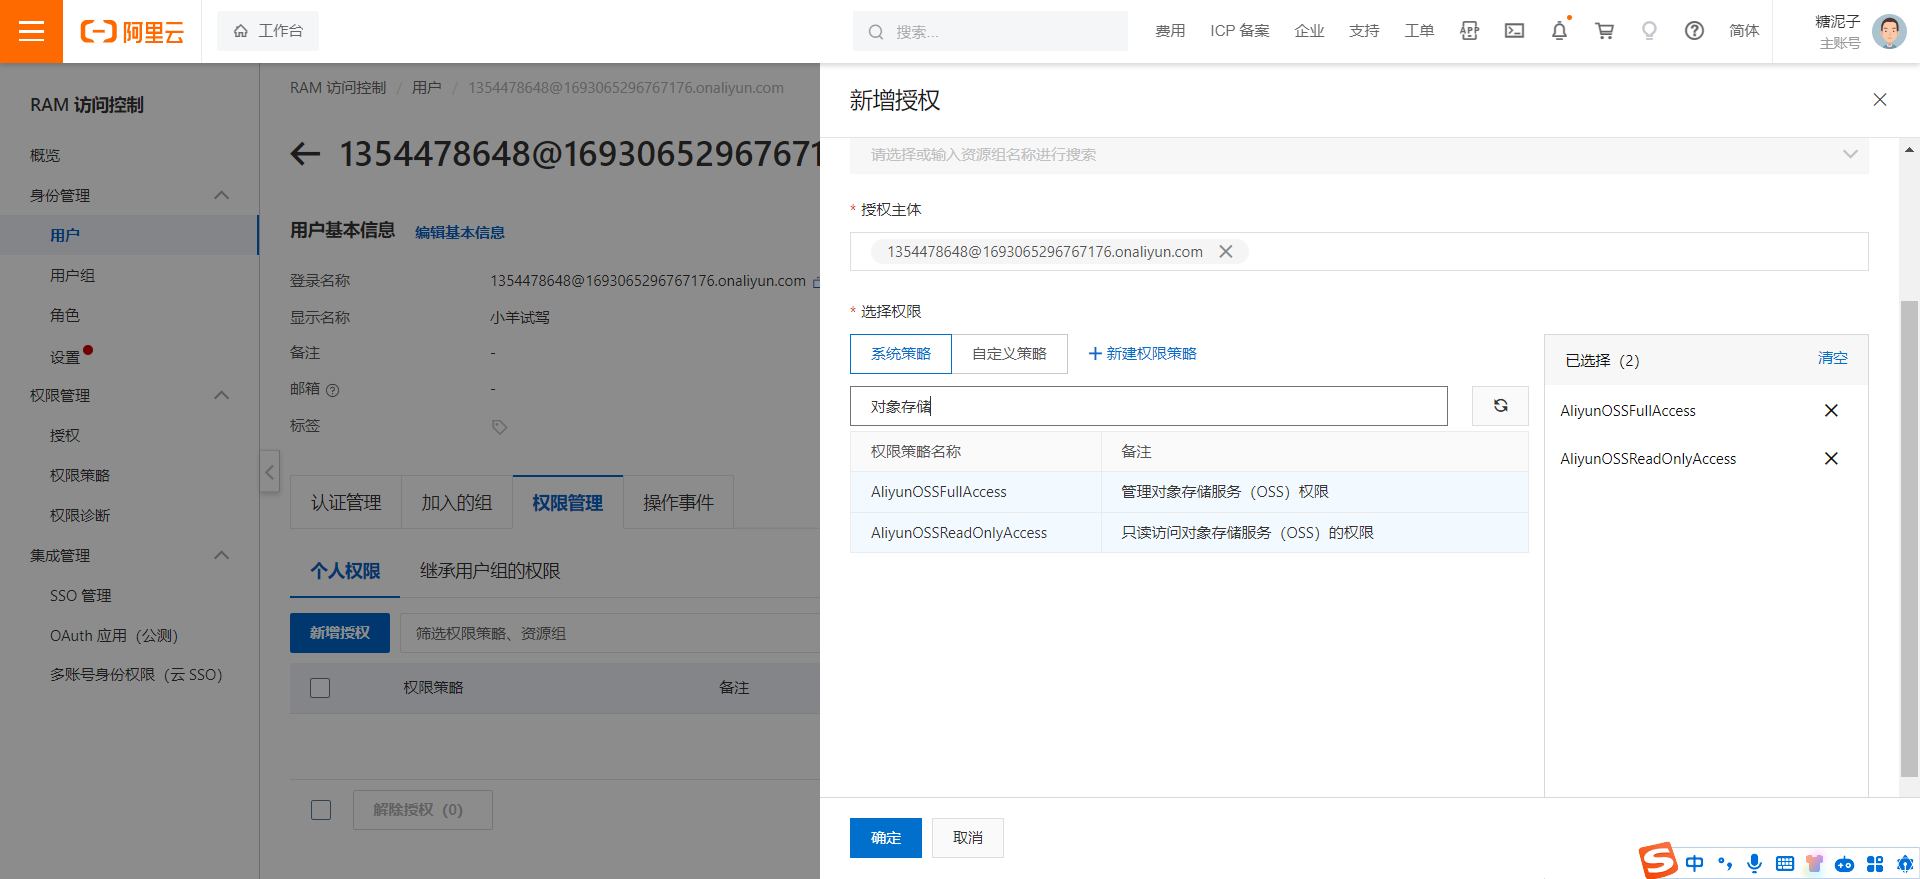 阿里云
工作台
搜索...
费用
ICP 备案
企业
支持
工单
APP
简体
糖泥子
主账号
RAM 访问控制
概览
身份管理
用户
用户组
角色
设置
权限管理
授权
权限策略
权限诊断
集成管理
SSO 管理
OAuth 应用（公测）
多账号身份权限（云 SSO）
RAM 访问控制 / 用户 / 1354478648@1693065296767176.onaliyun.com
1354478648@16930652967671
用户基本信息 编辑基本信息
登录名称 1354478648@1693065296767176.onaliyun.com
显示名称 小羊试驾
备注 -
邮箱 -
标签
认证管理 加入的组 权限管理 操作事件
个人权限 继承用户组的权限
新增授权 筛选权限策略、资源组
权限策略 备注
解除授权（0）
新增授权
请选择或输入资源组名称进行搜索
* 授权主体
1354478648@1693065296767176.onaliyun.com
* 选择权限
系统策略 自定义策略 新建权限策略
对象存储
权限策略名称 备注
AliyunOSSFullAccess 管理对象存储服务（OSS）权限
AliyunOSSReadOnlyAccess 只读访问对象存储服务（OSS）的权限
已选择（2） 清空
AliyunOSSFullAccess
AliyunOSSReadOnlyAccess
确定 取消
中